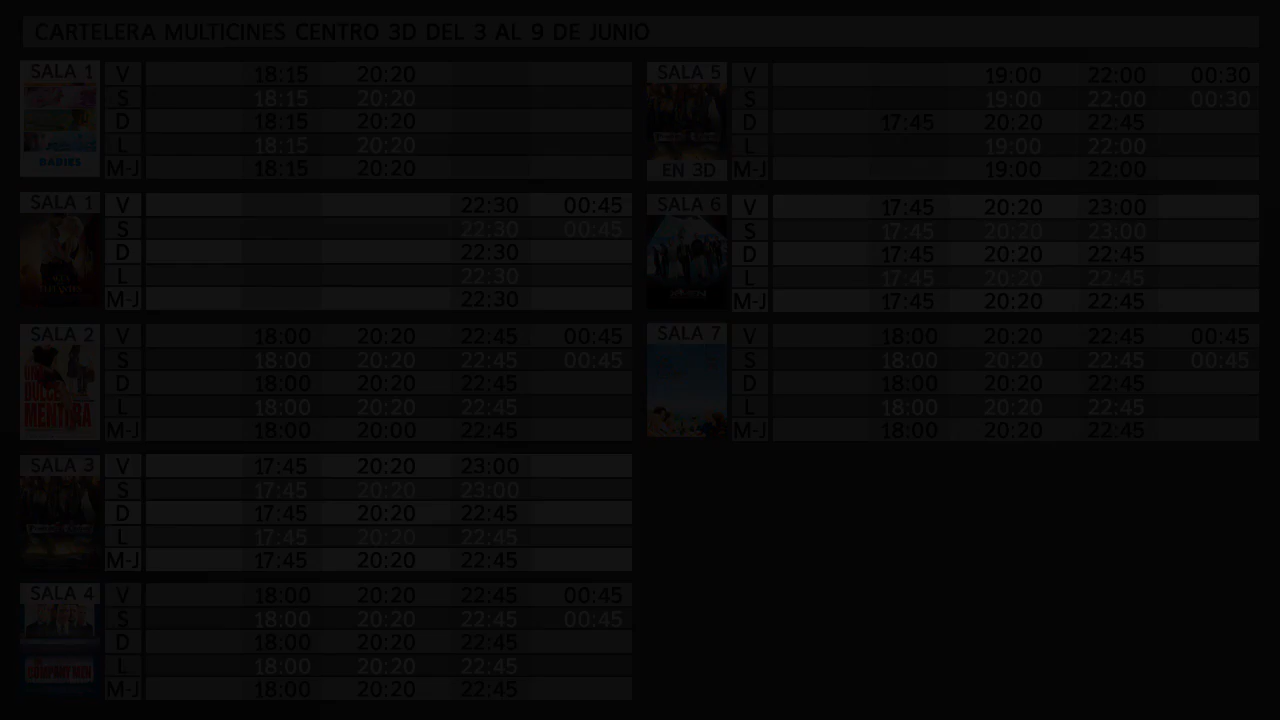 CARTELERA MULTICINES CENTRO 3D DEL 3 AL 9 DE JUNIO
SALA 1
BABIES
V 18:15 20:20
S 18:15 20:20
D 18:15 20:20
L 18:15 20:20
M-J 18:15 20:20
SALA 1
V 22:30 00:45
S 22:30 00:45
D 22:30
L 22:30
M-J 22:30
SALA 2
UNA
DULCE
MENTIRA
V 18:00 20:20 22:45 00:45
S 18:00 20:20 22:45 00:45
D 18:00 20:20 22:45
L 18:00 20:20 22:45
M-J 18:00 20:00 22:45
SALA 3
V 17:45 20:20 23:00
S 17:45 20:20 23:00
D 17:45 20:20 22:45
L 17:45 20:20 22:45
M-J 17:45 20:20 22:45
SALA 4
COMPANY MEN
V 18:00 20:20 22:45 00:45
S 18:00 20:20 22:45 00:45
D 18:00 20:20 22:45
L 18:00 20:20 22:45
M-J 18:00 20:20 22:45
SALA 5
EN 3D
V 19:00 22:00 00:30
S 19:00 22:00 00:30
D 17:45 20:20 22:45
L 19:00 22:00
M-J 19:00 22:00
SALA 6
V 17:45 20:20 23:00
S 17:45 20:20 23:00
D 17:45 20:20 22:45
L 17:45 20:20 22:45
M-J 17:45 20:20 22:45
SALA 7
V 18:00 20:20 22:45 00:45
S 18:00 20:20 22:45 00:45
D 18:00 20:20 22:45
L 18:00 20:20 22:45
M-J 18:00 20:20 22:45